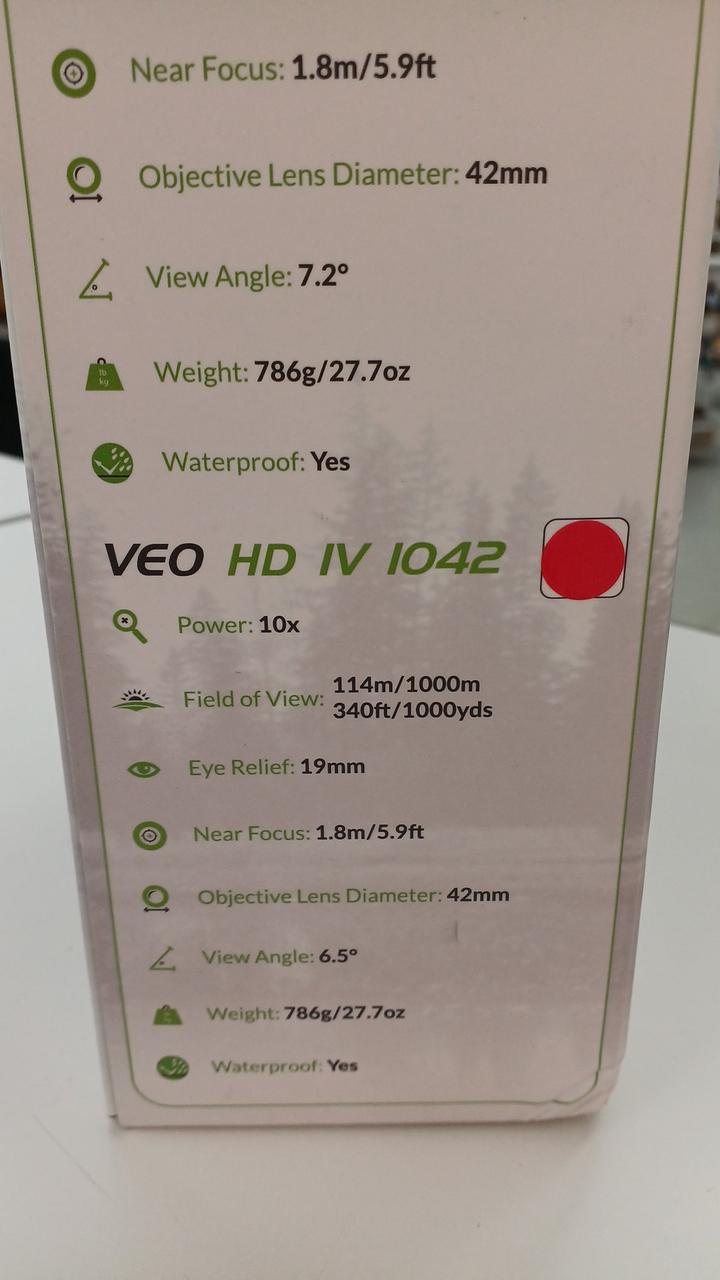 Near Focus: 1.8m/5.9ft
Objective Lens Diameter: 42mm
View Angle: 7.2°
lb
kg
Weight: 786g/27.7oz
Waterproof: Yes
VEO HD IV 1042
Power: 10x
Field of View: 114m/1000m
340ft/1000yds
Eye Relief: 19mm
Near Focus: 1.8m/5.9ft
Objective Lens Diameter: 42mm
View Angle: 6.5°
Weight: 786g/27.7oz
Waterproof: Yes